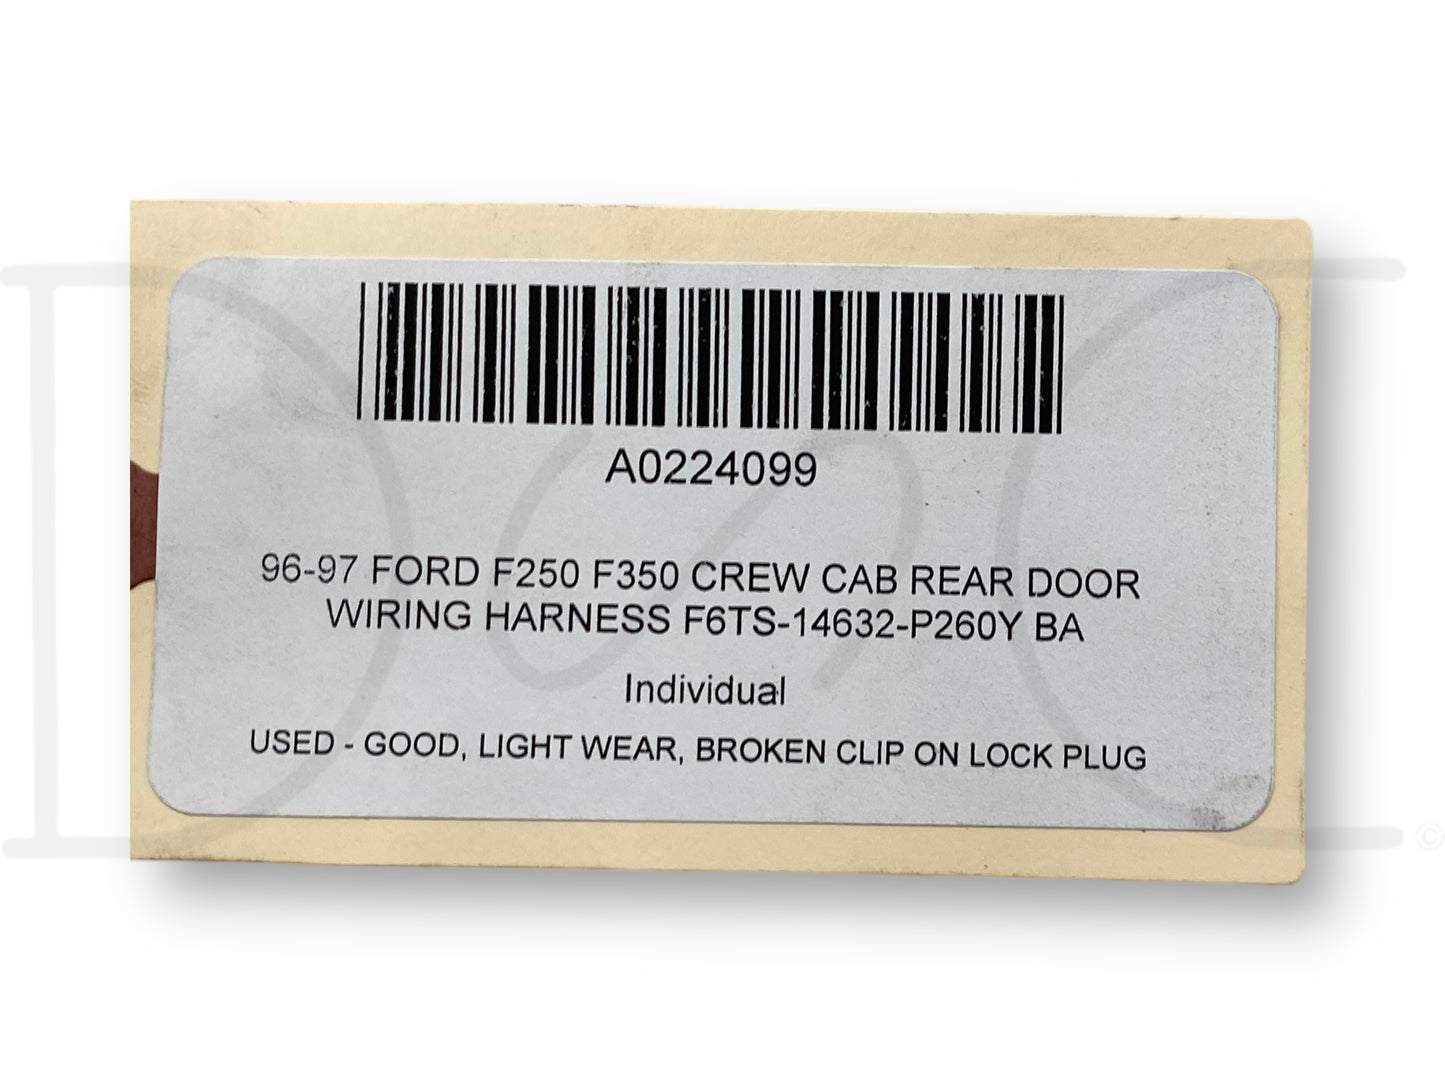 A0224099
96-97 FORD F250 F350 CREW CAB REAR DOOR
WIRING HARNESS F6TS-14632-P260Y BA
Individual
USED - GOOD, LIGHT WEAR, BROKEN CLIP ON LOCK PLUG
©